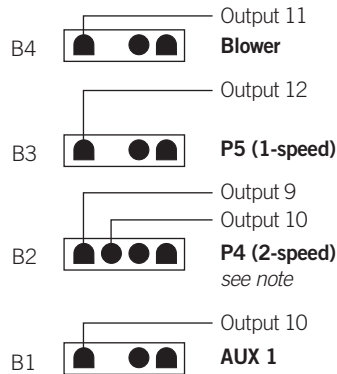 Output 11
B4 Blower
Output 12
B3 P5 (1-speed)
Output 9
Output 10
B2 P4 (2-speed)
see note
Output 10
B1 AUX 1